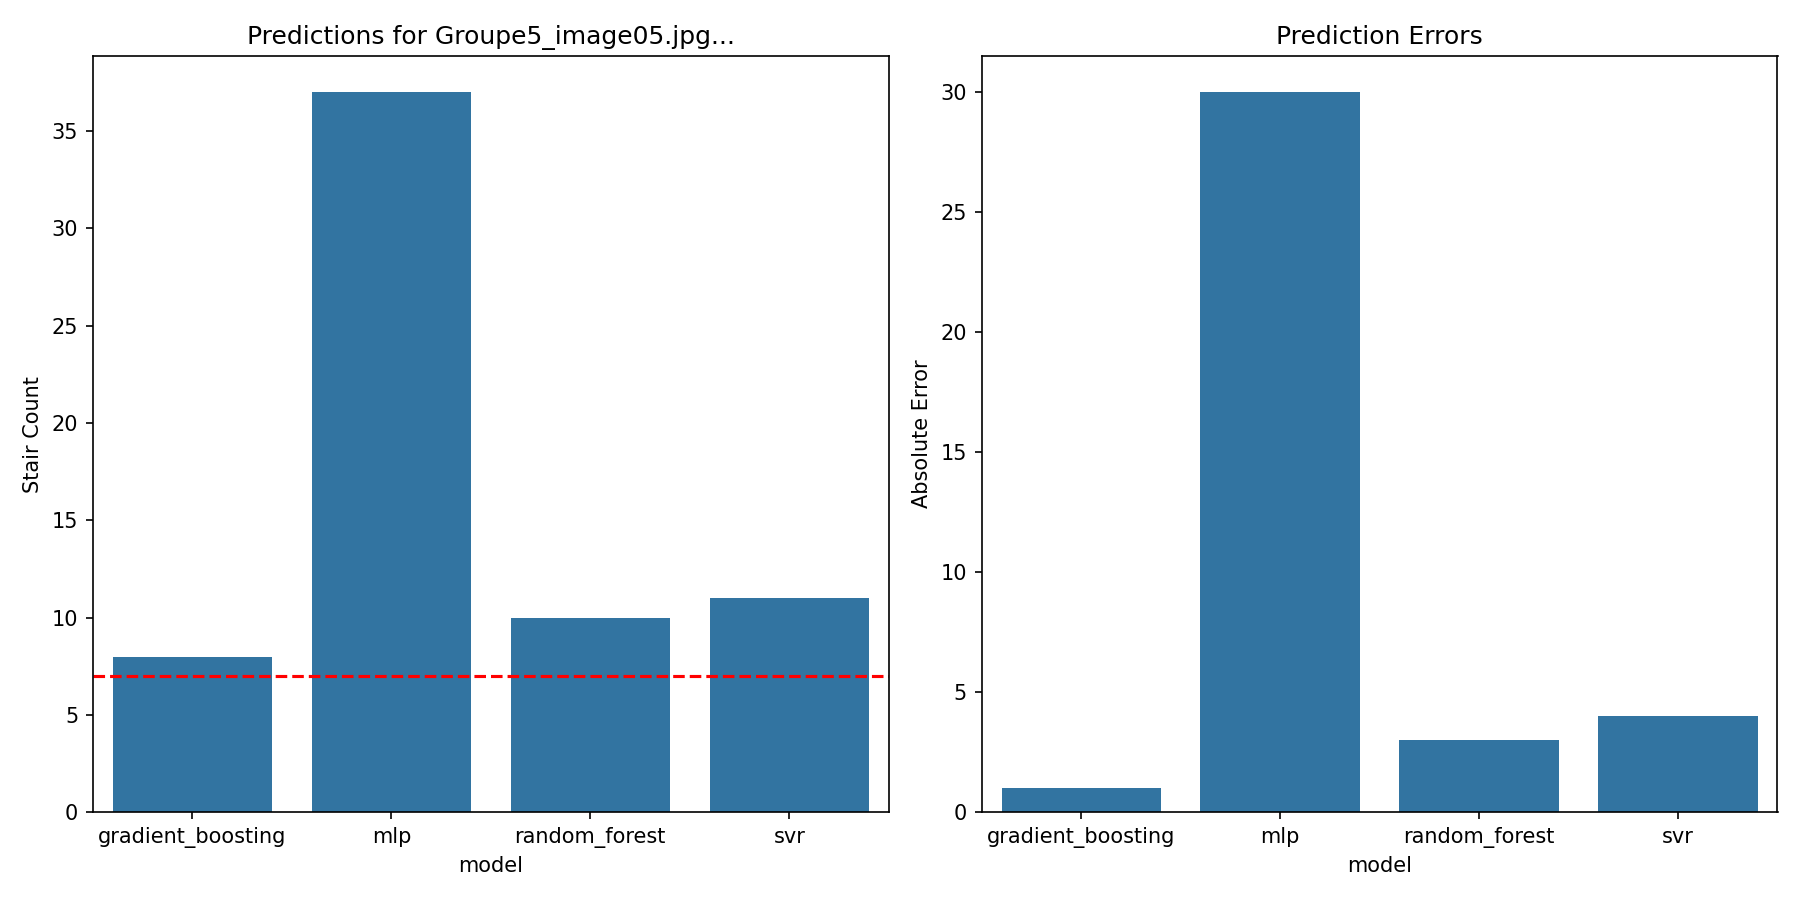 Predictions for Groupe5_image05.jpg...
Stair Count
35
30
25
20
15
10
5
0
gradient_boosting mlp random_forest svr
model
Prediction Errors
Absolute Error
30
25
20
15
10
5
0
gradient_boosting mlp random_forest svr
model